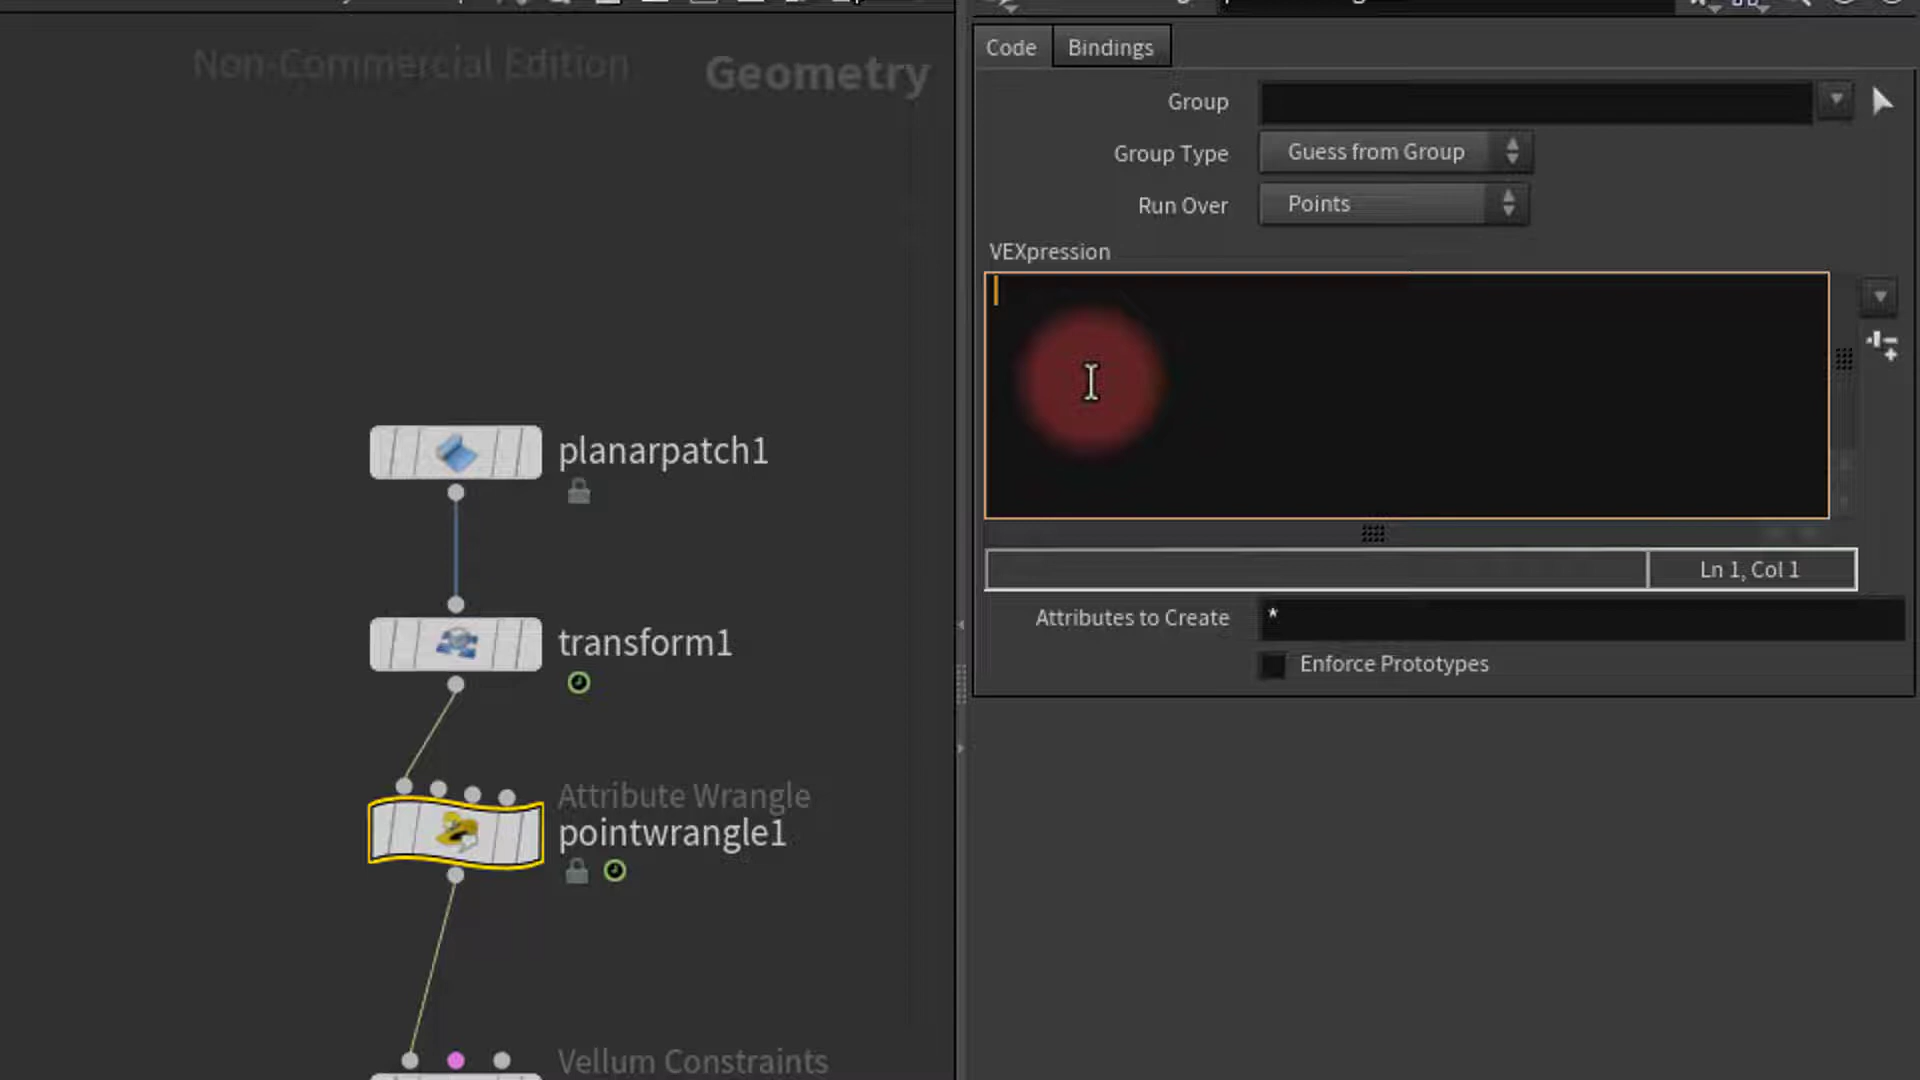 Non-Commercial Edition
Geometry
Code
Bindings
Group
Group Type
Guess from Group
Run Over
Points
VEXpression
Ln 1, Col 1
Attributes to Create
*
Enforce Prototypes
planarpatch1
transform1
Attribute Wrangle
pointwrangle1
Vellum Constraints